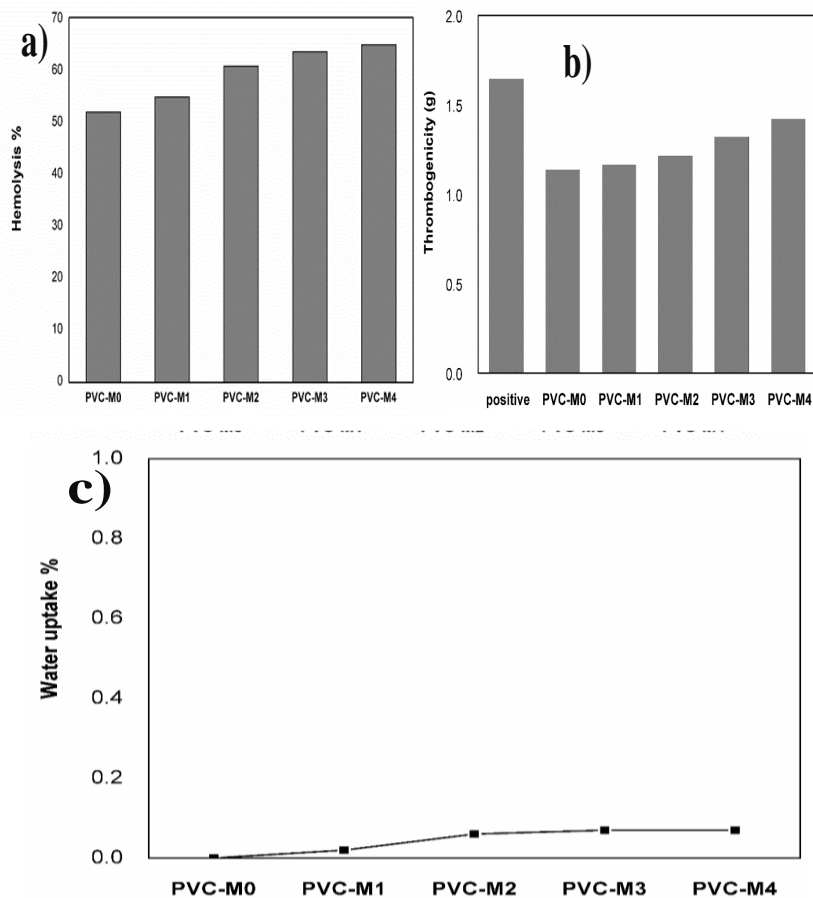 a)
Hemolysis %
70
60
50
40
30
20
10
0
PVC-M0 PVC-M1 PVC-M2 PVC-M3 PVC-M4
b)
Thrombogenicity (g)
2.0
1.5
1.0
0.5
0.0
positive PVC-M0 PVC-M1 PVC-M2 PVC-M3 PVC-M4
c)
Water uptake %
1.0
0.8
0.6
0.4
0.2
0.0
PVC-M0 PVC-M1 PVC-M2 PVC-M3 PVC-M4